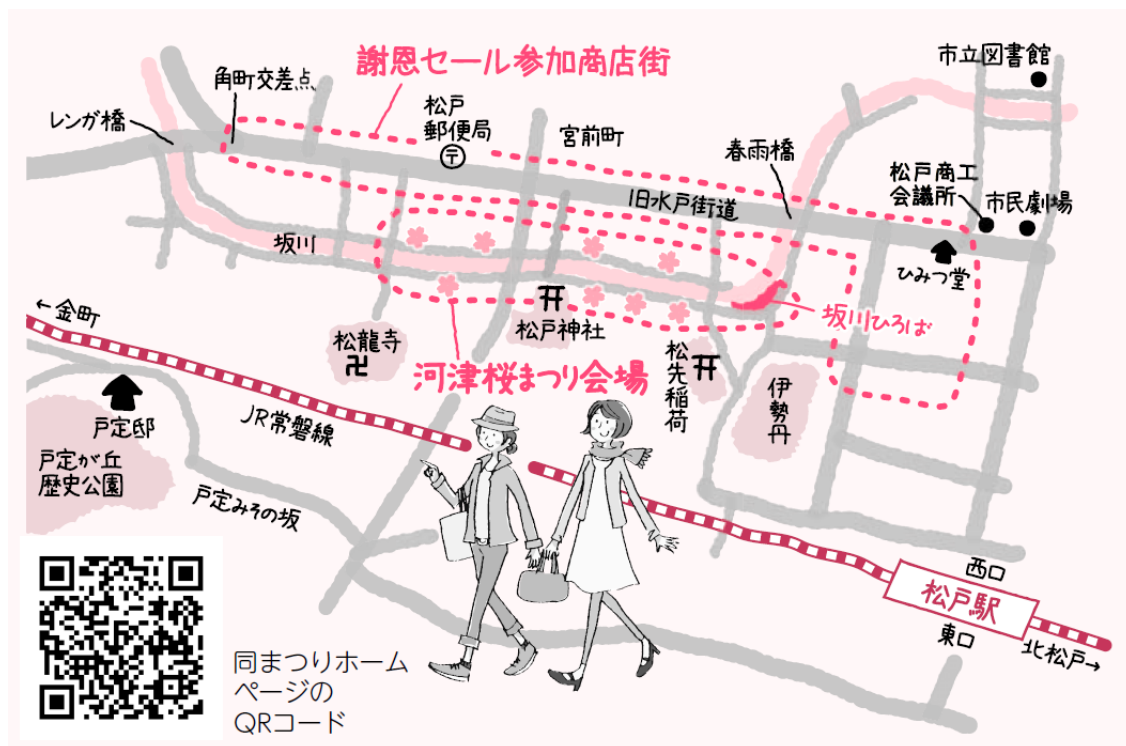 謝恩セール参加商店街
市立図書館
角町交差点
レンガ橋
松戸
郵便局
宮前町
春雨橋
松戸商工
会議所
市民劇場
旧水戸街道
坂川
ひみつ堂
←金町
松龍寺
松戸神社
坂川ひろば
河津桜まつり会場
松先稲荷
伊勢丹
JR常磐線
戸定邸
戸定が丘
歴史公園
戸定みその坂
西口
松戸駅
東口
北松戸→
同まつりホーム
ページの
QRコード